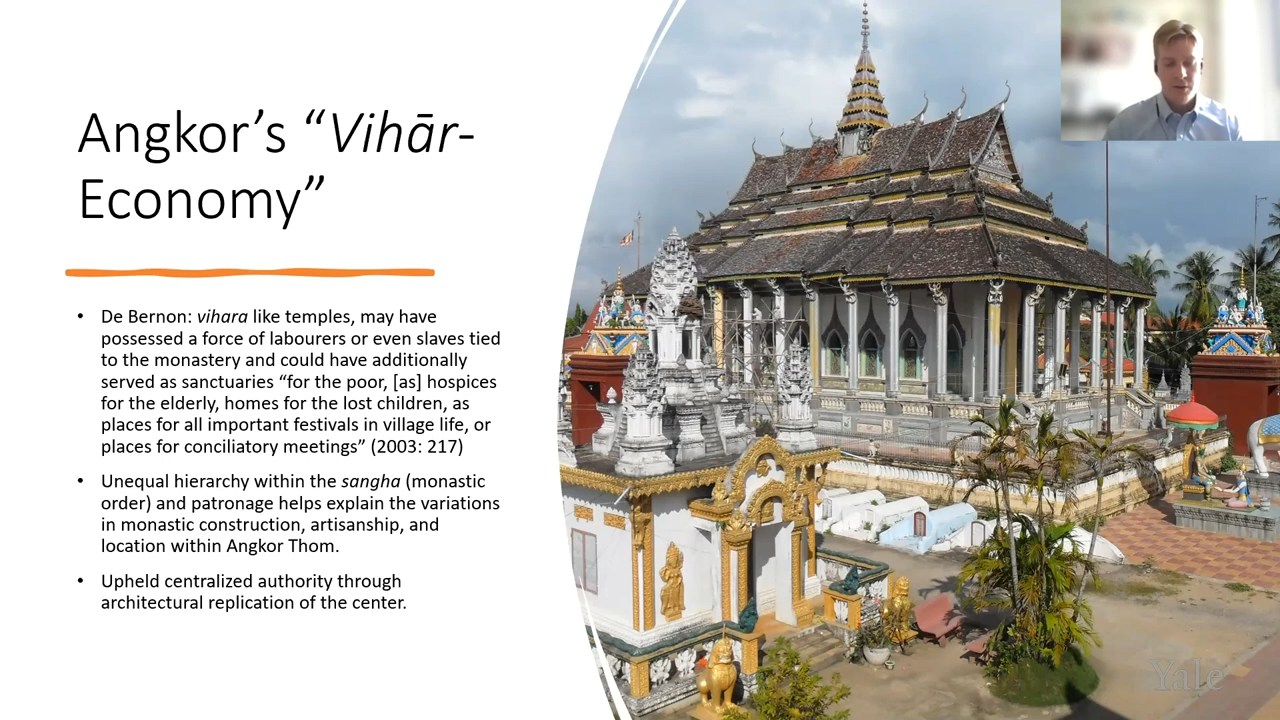 Angkor’s “Vihār-
Economy”
• De Bernon: vihara like temples, may have
possessed a force of labourers or even slaves tied
to the monastery and could have additionally
served as sanctuaries “for the poor, [as] hospices
for the elderly, homes for the lost children, as
places for all important festivals in village life, or
places for conciliatory meetings” (2003: 217)
• Unequal hierarchy within the sangha (monastic
order) and patronage helps explain the variations
in monastic construction, artisanship, and
location within Angkor Thom.
• Upheld centralized authority through
architectural replication of the center.
Yale